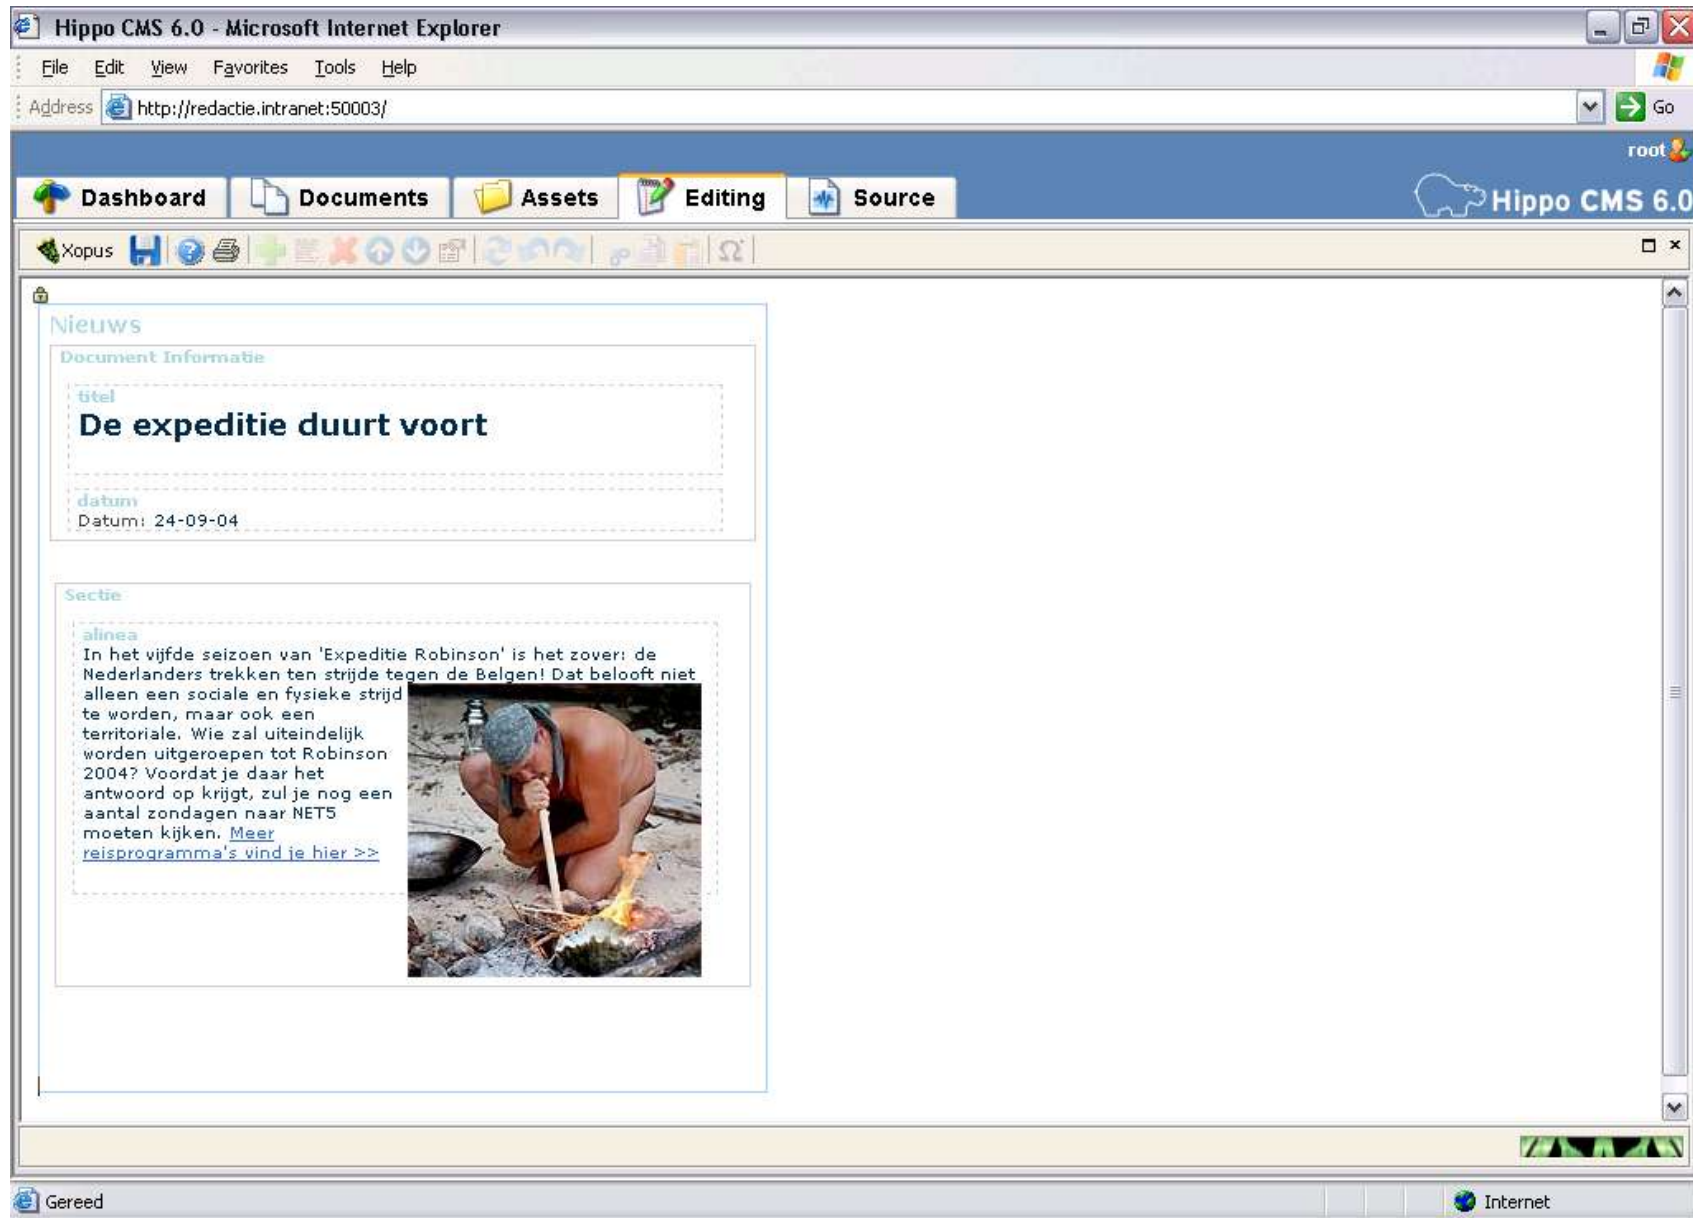 Hippo CMS 6.0 - Microsoft Internet Explorer
File Edit View Favorites Tools Help
Address http://redactie.intranet:50003/ Go
root
Dashboard Documents Assets Editing Source
Hippo CMS 6.0
Xopus
Nieuws
Document Informatie
titel
De expeditie duurt voort
datum
Datum: 24-09-04
Sectie
alinea
In het vijfde seizoen van 'Expeditie Robinson' is het zover: de
Nederlanders trekken ten strijde tegen de Belgen! Dat belooft niet
alleen een sociale en fysieke strijd
te worden, maar ook een
territoriale. Wie zal uiteindelijk
worden uitgeroepen tot Robinson
2004? Voordat je daar het
antwoord op krijgt, zul je nog een
aantal zondagen naar NET5
moeten kijken. Meer
reisprogramma's vind je hier >>
Gereed
Internet